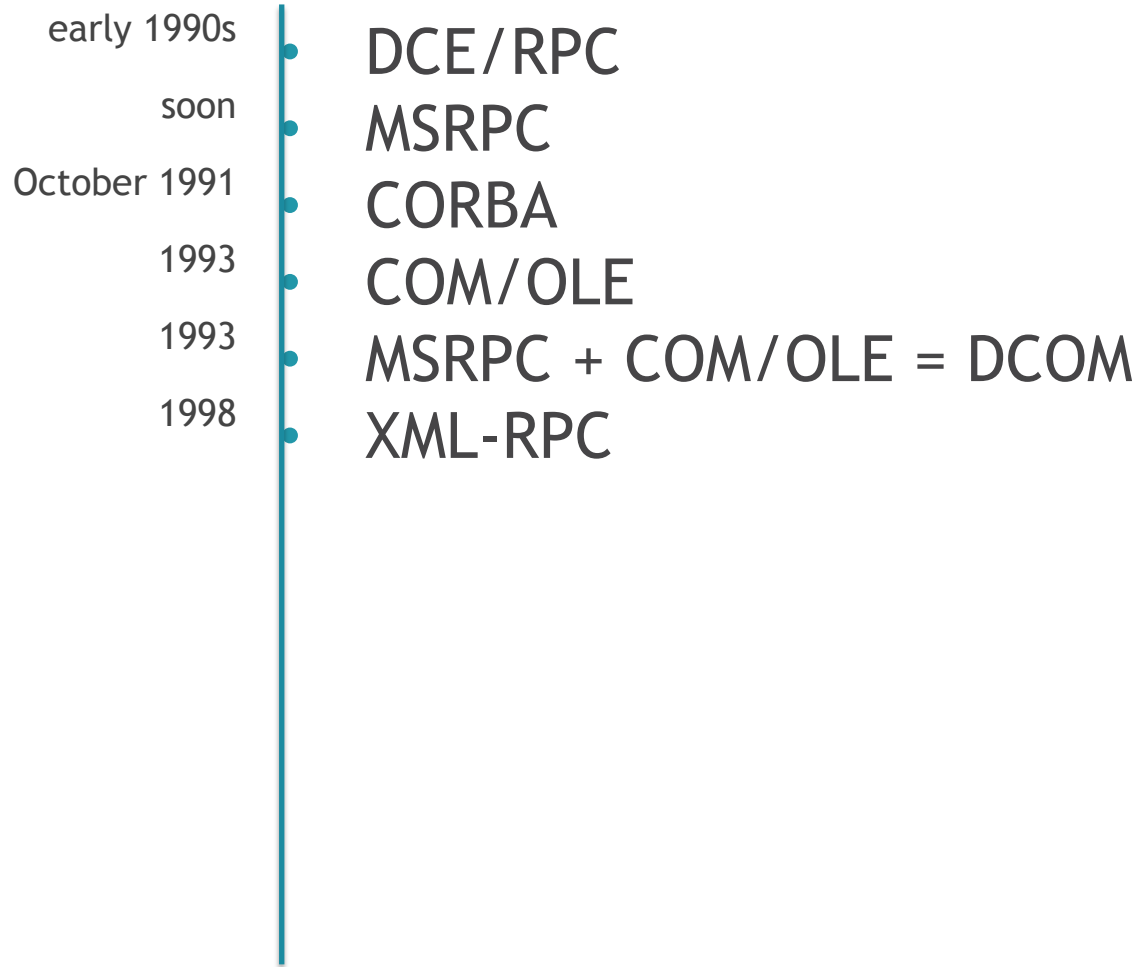 early 1990s
DCE/RPC
soon
MSRPC
October 1991
CORBA
1993
COM/OLE
1993
MSRPC + COM/OLE = DCOM
1998
XML-RPC